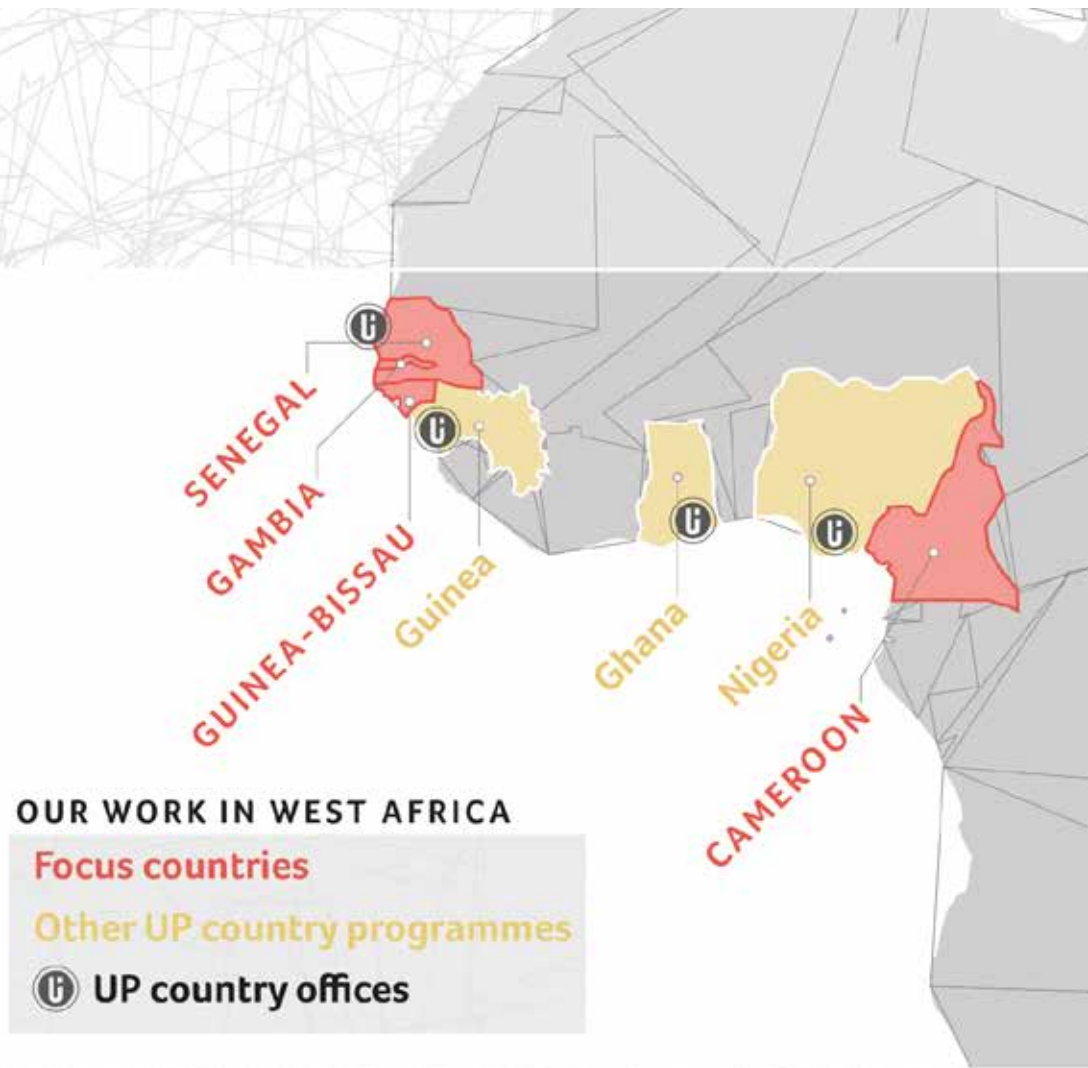 SENEGAL
GAMBIA
GUINEA-BISSAU
Guinea
Ghana
Nigeria
CAMEROON
OUR WORK IN WEST AFRICA
Focus countries
Other UP country programmes
UP country offices